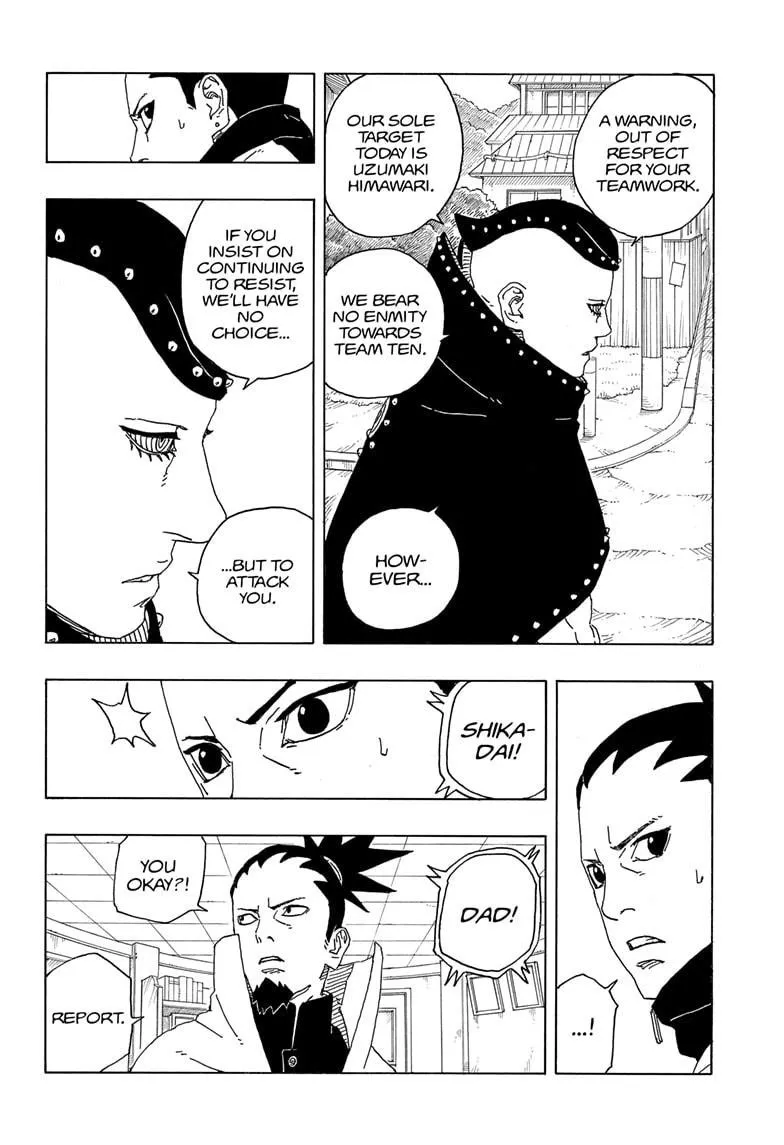 A WARNING,
OUT OF
RESPECT
FOR YOUR
TEAMWORK.
OUR SOLE
TARGET
TODAY IS
UZUMAKI
HIMAWARI.
WE BEAR
NO ENMITY
TOWARDS
TEAM TEN.
HOW-
EVER...
IF YOU
INSIST ON
CONTINUING
TO RESIST,
WE'LL HAVE
NO
CHOICE...
...BUT TO
ATTACK
YOU.
...!
SHIKA-
DAI!
DAD!
YOU
OKAY?!
REPORT.